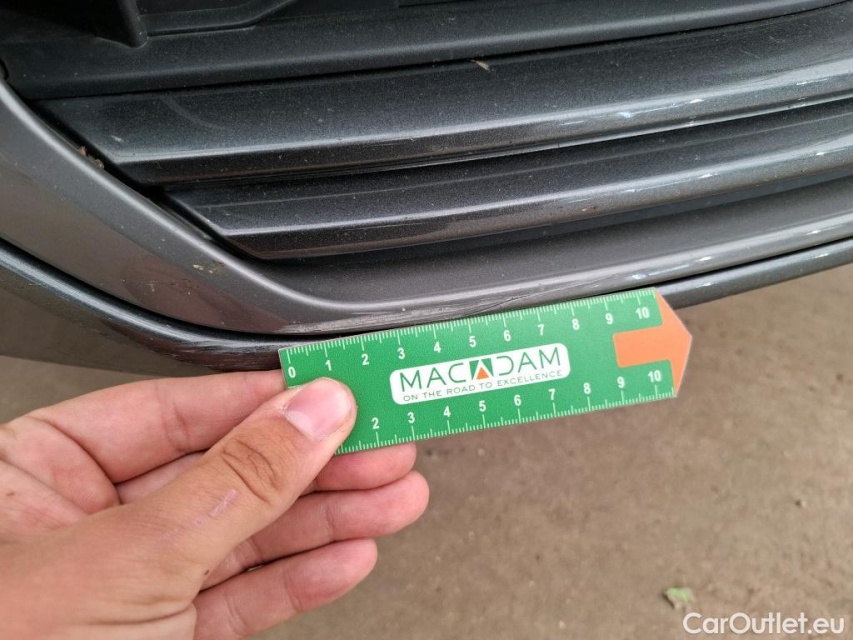 0 1 2 3 4 5 6 7 8 9 10
MACADAM
ON THE ROAD TO EXCELLENCE
2 3 4 5 6 7 8 9 10
CarOutlet.eu